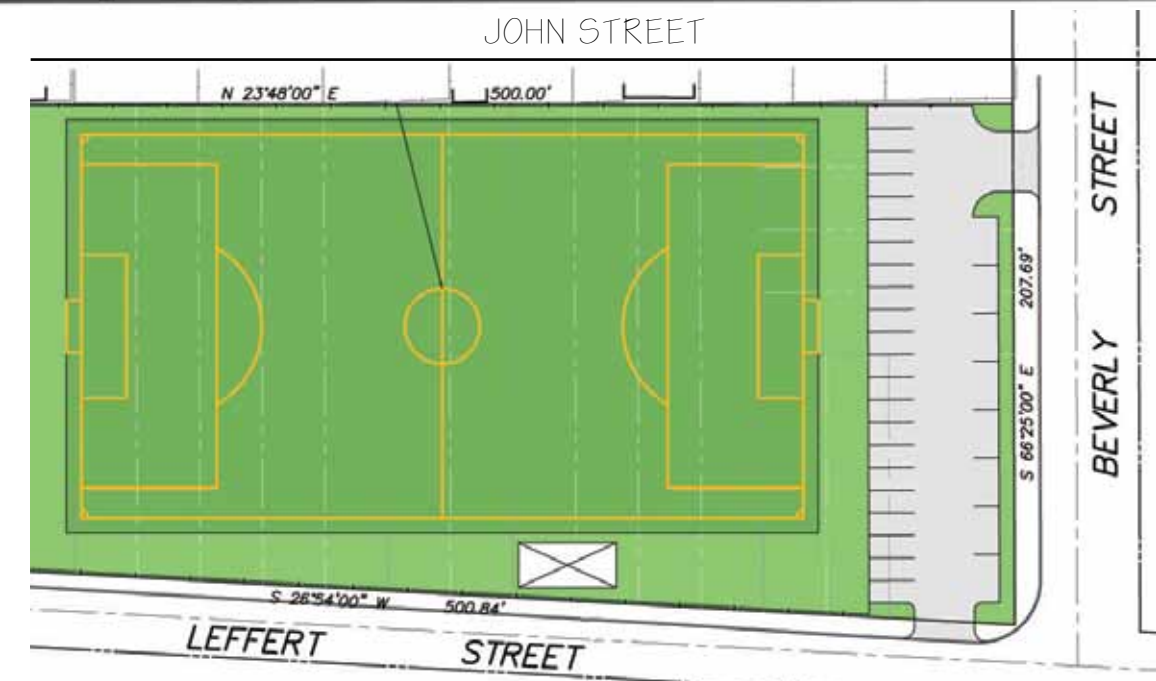 JOHN STREET
N 23°48'00" E 500.00'
BEVERLY STREET
S 66°25'00" E 207.69'
S 26°54'00" W 500.84'
LEFFERT STREET